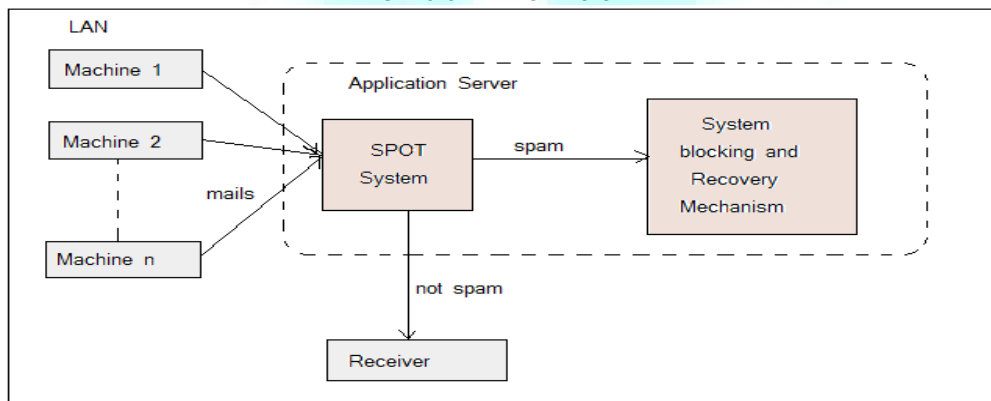 LAN
Machine 1
Application Server
Machine 2
SPOT
System
spam
System
blocking and
Recovery
Mechanism
mails
Machine n
not spam
Receiver